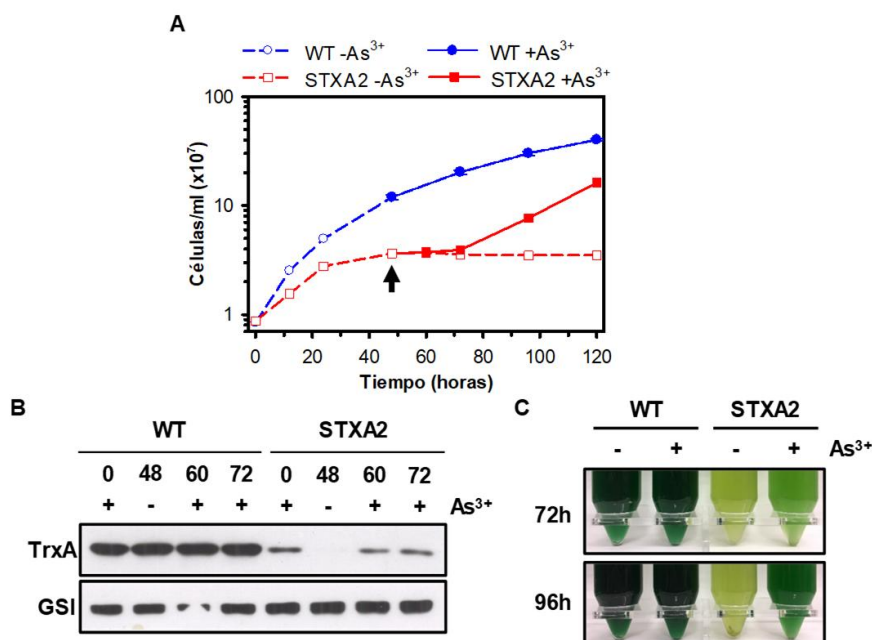 A
WT -As³⁺ WT +As³⁺
STXA2 -As³⁺ STXA2 +As³⁺
Células/ml (x10⁷)
100
10
1
0 20 40 60 80 100 120
Tiempo (horas)
B
WT STXA2
0 48 60 72 0 48 60 72
+ - + + + - + + As³⁺
TrxA
GSI
C
WT STXA2
- + - + As³⁺
72h
96h